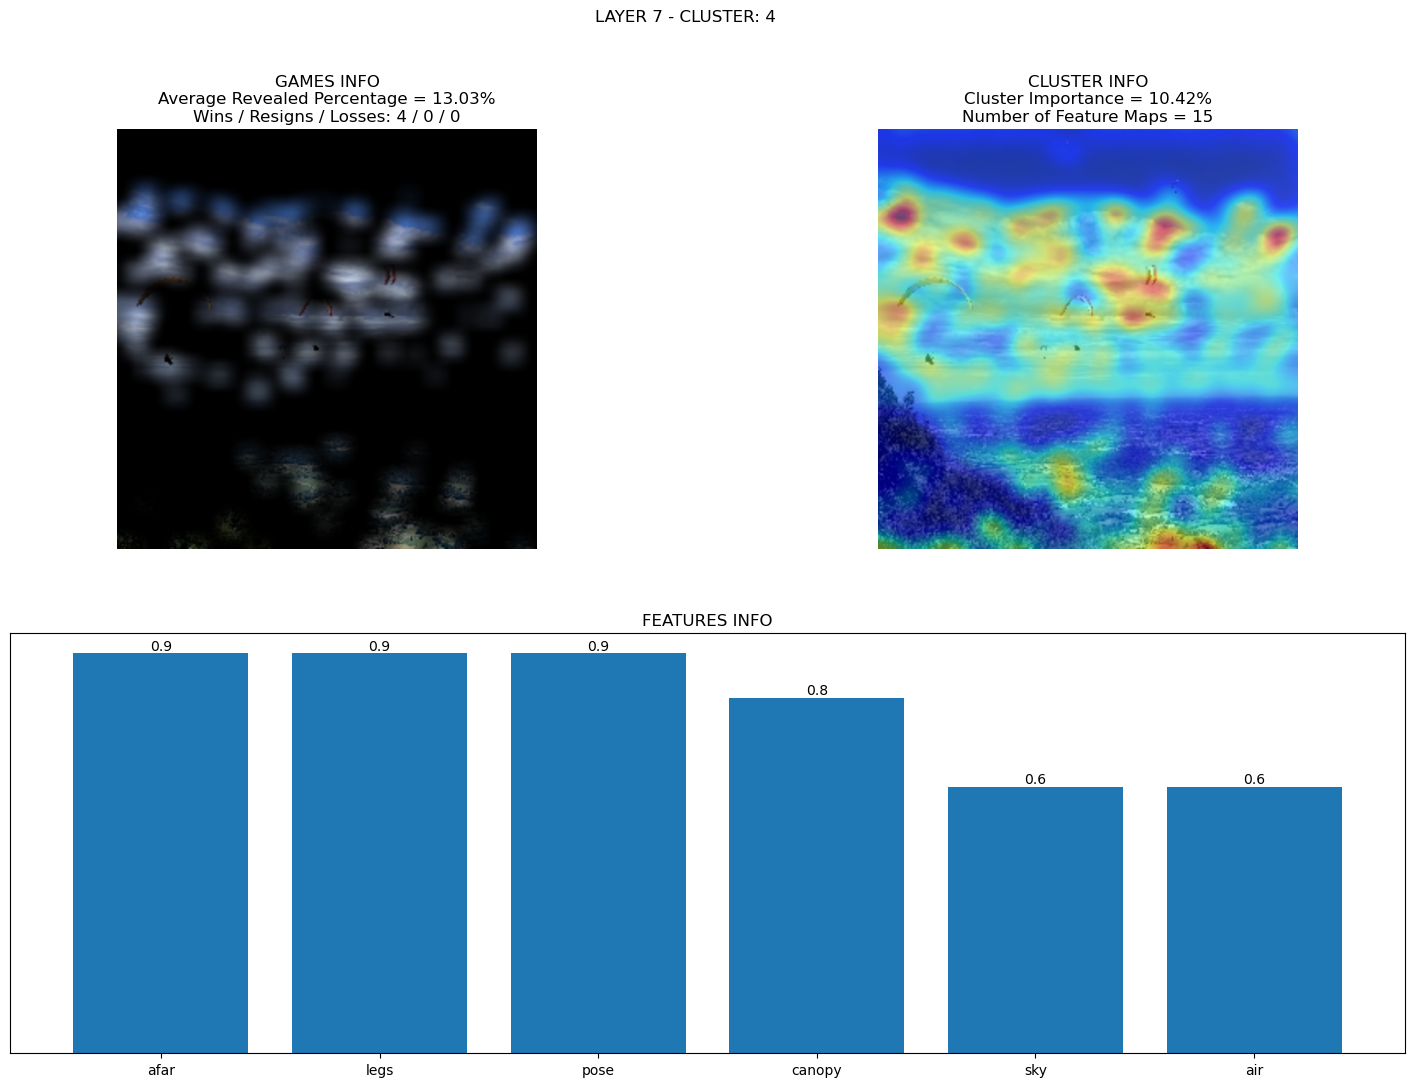 LAYER 7 - CLUSTER: 4
GAMES INFO
Average Revealed Percentage = 13.03%
Wins / Resigns / Losses: 4 / 0 / 0
CLUSTER INFO
Cluster Importance = 10.42%
Number of Feature Maps = 15
FEATURES INFO
0.9
0.9
0.9
0.8
0.6
0.6
afar
legs
pose
canopy
sky
air